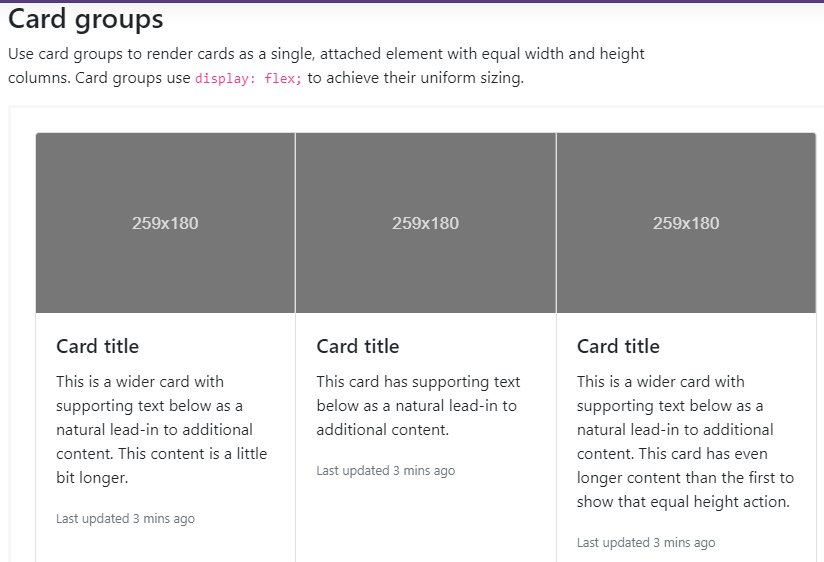 Card groups
Use card groups to render cards as a single, attached element with equal width and height
columns. Card groups use display: flex; to achieve their uniform sizing.
259x180
259x180
259x180
Card title
This is a wider card with
supporting text below as a
natural lead-in to additional
content. This content is a little
bit longer.
Last updated 3 mins ago
Card title
This card has supporting text
below as a natural lead-in to
additional content.
Last updated 3 mins ago
Card title
This is a wider card with
supporting text below as a
natural lead-in to additional
content. This card has even
longer content than the first to
show that equal height action.
Last updated 3 mins ago